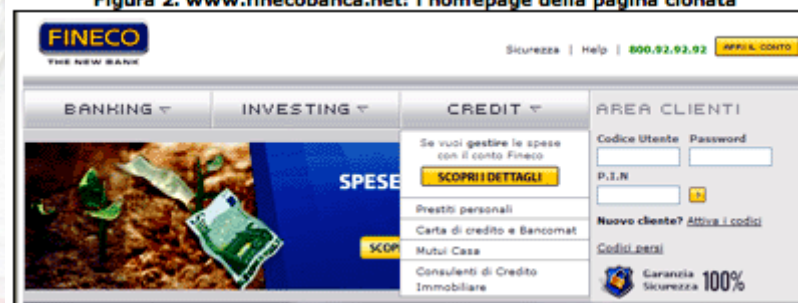 Figura 2. www.finecobanca.net: l'homepage della pagina clonata
FINECO
THE NEW BANK
Sicurezza | Help | 800.92.92.92 APRI IL CONTO
BANKING INVESTING CREDIT AREA CLIENTI
Se vuoi gestire le spese
con il conto Fineco
SCOPRI I DETTAGLI
Prestiti personali
Carta di credito e Bancomat
Mutui Casa
Consulenti di Credito
Immobiliare
SPESE
SCOP
Codice Utente Password
P.I.N
Nuovo cliente? Attiva i codici
Codici persi
Garanzia
Sicurezza 100%